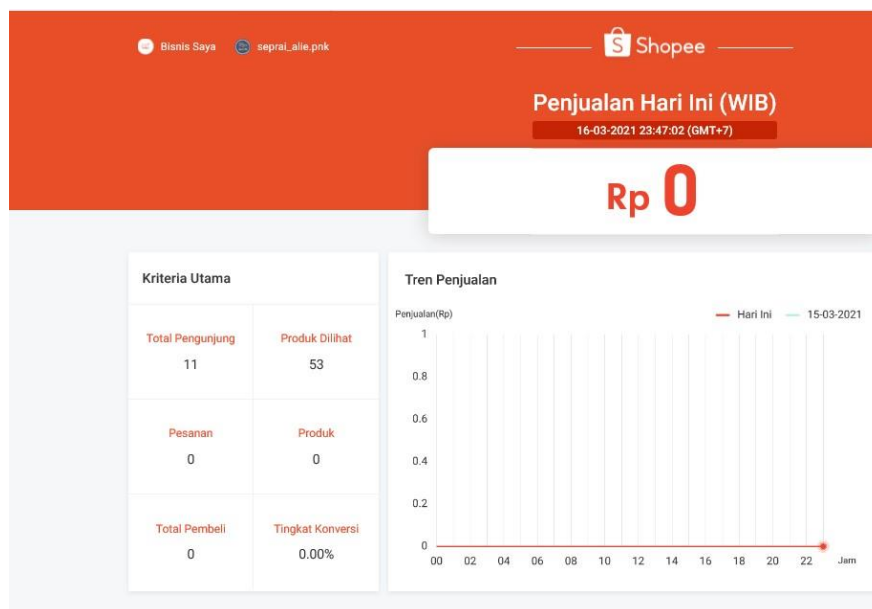 Bisnis Saya seprai_alie.pnk
Shopee
Penjualan Hari Ini (WIB)
16-03-2021 23:47:02 (GMT+7)
Rp 0
Kriteria Utama
Total Pengunjung Produk Dilihat
11 53
Pesanan Produk
0 0
Total Pembeli Tingkat Konversi
0 0.00%
Tren Penjualan
Penjualan(Rp) Hari Ini 15-03-2021
1
0.8
0.6
0.4
0.2
0
00 02 04 06 08 10 12 14 16 18 20 22 Jam